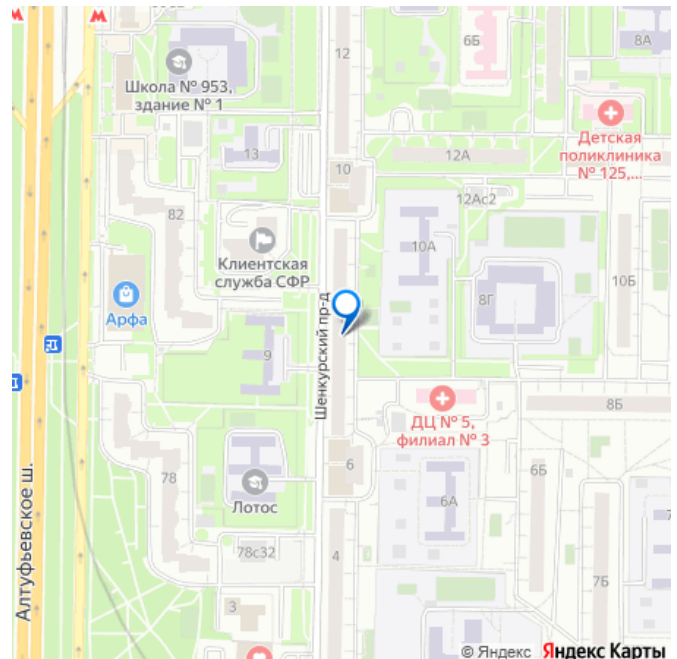 М
М
12
6Б
8А
Школа № 953,
здание № 1
13
10
12А
Детская
поликлиника
№ 125,...
12Ас2
82
Клиентская
служба СФР
10А
8Г
10Б
Арфа
Шенкурский пр-д
9
8Б
ДЦ № 5,
филиал № 3
78
6
6Б
Лотос
6А
Алтуфьевское ш.
78с32
4
7Б
3
© Яндекс Яндекс Карты